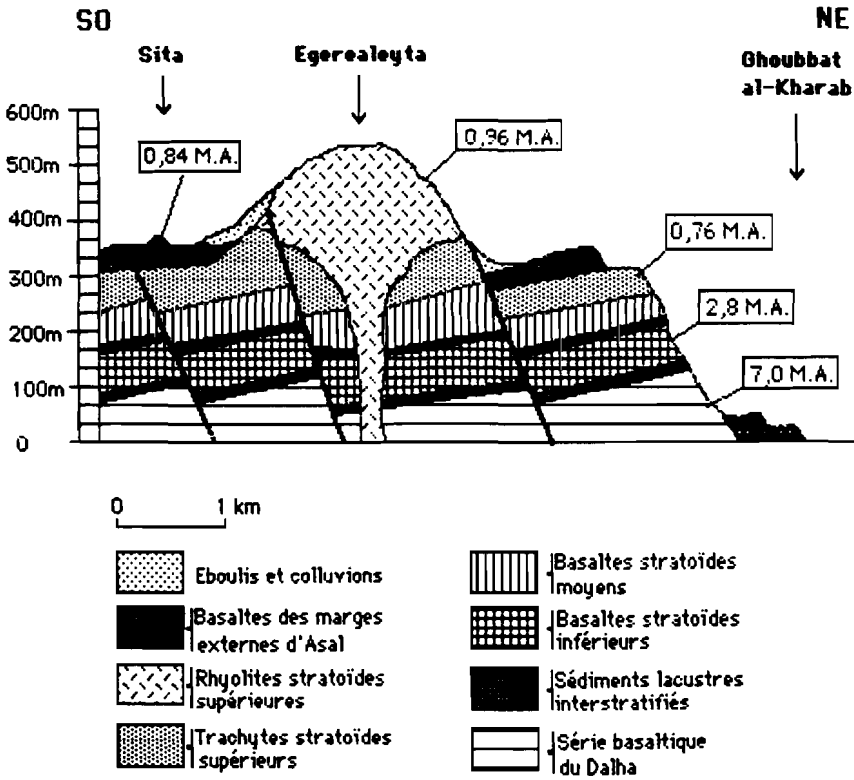 SO
NE
Sita
Egerealeyta
Ghoubbat
al-Kharab
600m
500m
400m
300m
200m
100m
0
0,84 M.A.
0,96 M.A.
0,76 M.A.
2,8 M.A.
7,0 M.A.
0 1 km
Eboulis et colluvions
Basaltes des marges
externes d'Asal
Rhyolites stratoïdes
supérieures
Trachytes stratoïdes
supérieurs
Basaltes stratoïdes
moyens
Basaltes stratoïdes
inférieurs
Sédiments lacustres
interstratifiés
Série basaltique
du Dalha